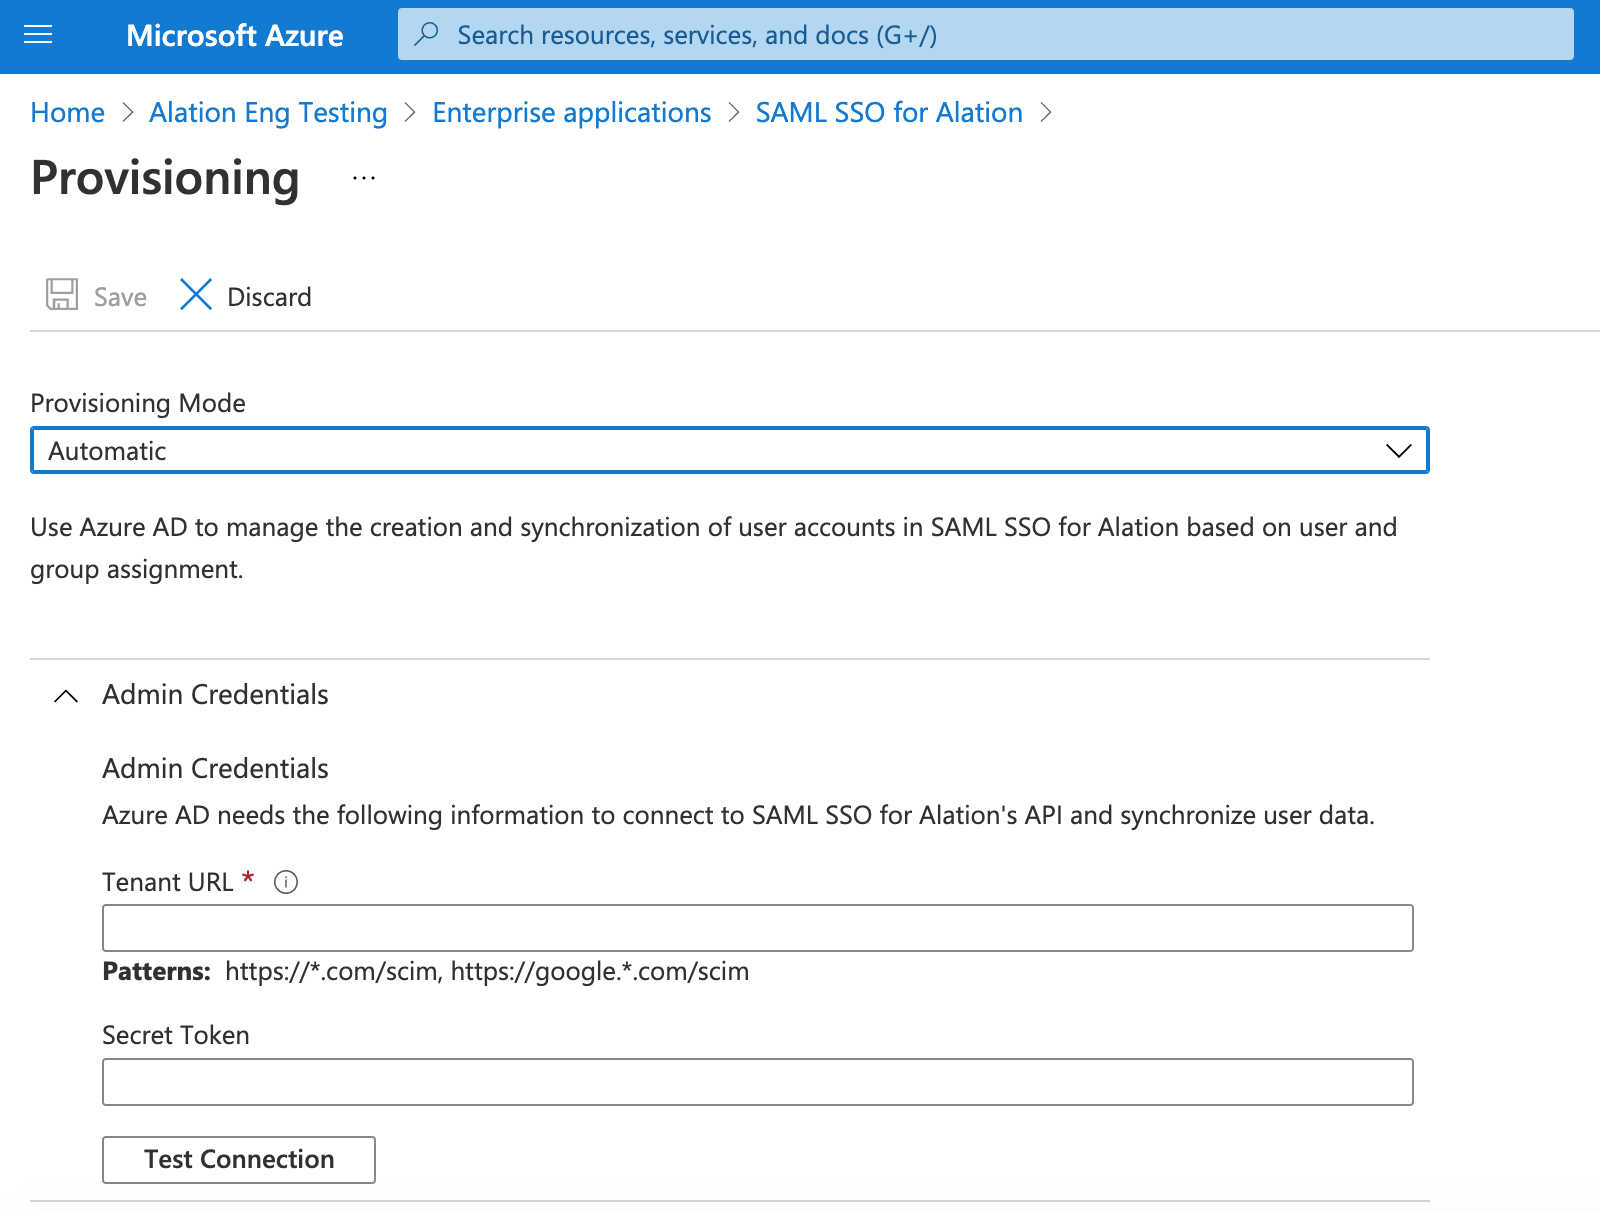 Microsoft Azure
Search resources, services, and docs (G+/)
Home > Alation Eng Testing > Enterprise applications > SAML SSO for Alation >
Provisioning ...
Save Discard
Provisioning Mode
Automatic
Use Azure AD to manage the creation and synchronization of user accounts in SAML SSO for Alation based on user and
group assignment.
Admin Credentials
Admin Credentials
Azure AD needs the following information to connect to SAML SSO for Alation's API and synchronize user data.
Tenant URL *
Patterns: https://*.com/scim, https://google.*.com/scim
Secret Token
Test Connection